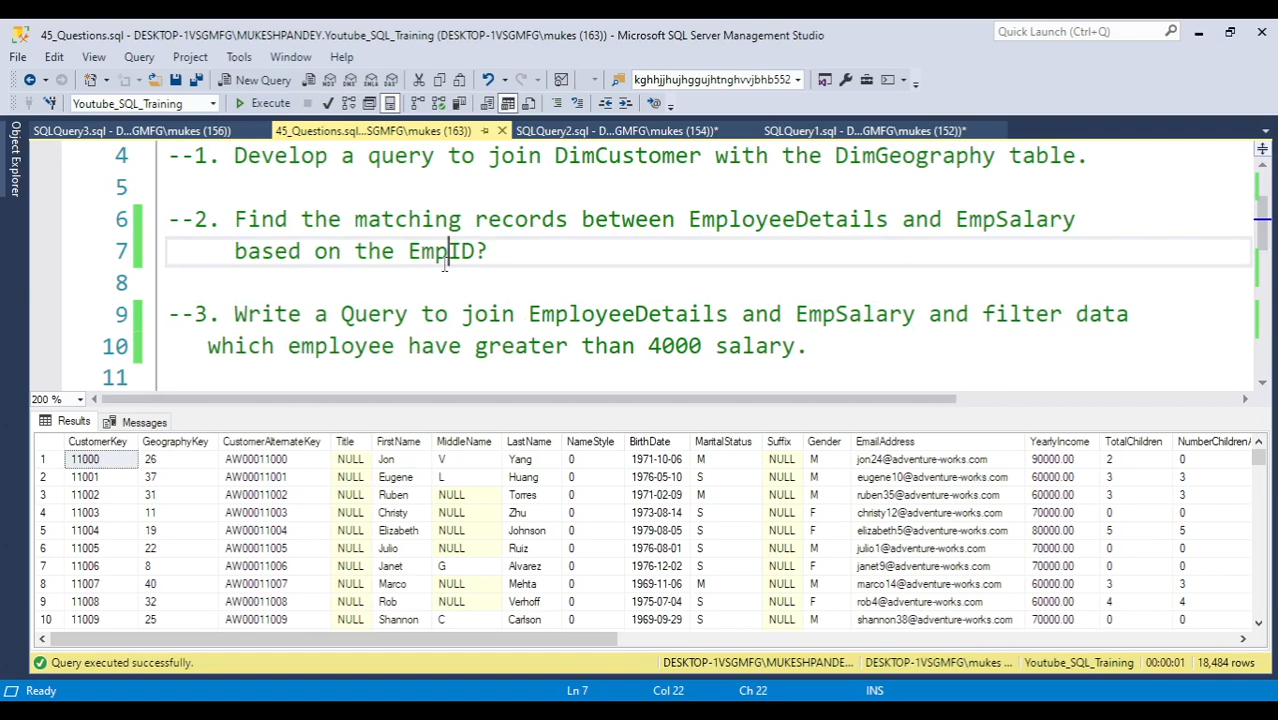 45_Questions.sql - DESKTOP-1VSGMFG\MUKESHPANDEY.Youtube_SQL_Training (DESKTOP-1VSGMFG\mukes (163)) - Microsoft SQL Server Management Studio
Quick Launch (Ctrl+Q)
File Edit View Query Project Tools Window Help
New Query kghhjjhujhggujhtnghvvjbhb552
Youtube_SQL_Training Execute
SQLQuery3.sql - D...GMFG\mukes (156)) 45_Questions.sql...SGMFG\mukes (163)) SQLQuery2.sql - D...GMFG\mukes (154))* SQLQuery1.sql - D...GMFG\mukes (152))*
Object Explorer
4 --1. Develop a query to join DimCustomer with the DimGeography table.
5
6 --2. Find the matching records between EmployeeDetails and EmpSalary
7 based on the EmpID?
8
9 --3. Write a Query to join EmployeeDetails and EmpSalary and filter data
10 which employee have greater than 4000 salary.
11
200 %
Results Messages
CustomerKey GeographyKey CustomerAlternateKey Title FirstName MiddleName LastName NameStyle BirthDate MaritalStatus Suffix Gender EmailAddress YearlyIncome TotalChildren NumberChildren
1 11000 26 AW00011000 NULL Jon V Yang 0 1971-10-06 M NULL M jon24@adventure-works.com 90000.00 2 0
2 11001 37 AW00011001 NULL Eugene L Huang 0 1976-05-10 S NULL M eugene10@adventure-works.com 60000.00 3 3
3 11002 31 AW00011002 NULL Ruben NULL Torres 0 1971-02-09 M NULL M ruben35@adventure-works.com 60000.00 3 3
4 11003 11 AW00011003 NULL Christy NULL Zhu 0 1973-08-14 S NULL F christy12@adventure-works.com 70000.00 0 0
5 11004 19 AW00011004 NULL Elizabeth NULL Johnson 0 1979-08-05 S NULL F elizabeth5@adventure-works.com 80000.00 5 5
6 11005 22 AW00011005 NULL Julio NULL Ruiz 0 1976-08-01 S NULL M julio1@adventure-works.com 70000.00 0 0
7 11006 8 AW00011006 NULL Janet G Alvarez 0 1976-12-02 S NULL F janet9@adventure-works.com 70000.00 0 0
8 11007 40 AW00011007 NULL Marco NULL Mehta 0 1969-11-06 M NULL M marco14@adventure-works.com 60000.00 3 3
9 11008 32 AW00011008 NULL Rob NULL Verhoff 0 1975-07-04 S NULL F rob4@adventure-works.com 60000.00 4 4
10 11009 25 AW00011009 NULL Shannon C Carlson 0 1969-09-29 S NULL M shannon38@adventure-works.com 70000.00 0 0
Query executed successfully. DESKTOP-1VSGMFG\MUKESHPANDE... DESKTOP-1VSGMFG\mukes ... Youtube_SQL_Training 00:00:01 18,484 rows
Ready Ln 7 Col 22 Ch 22 INS